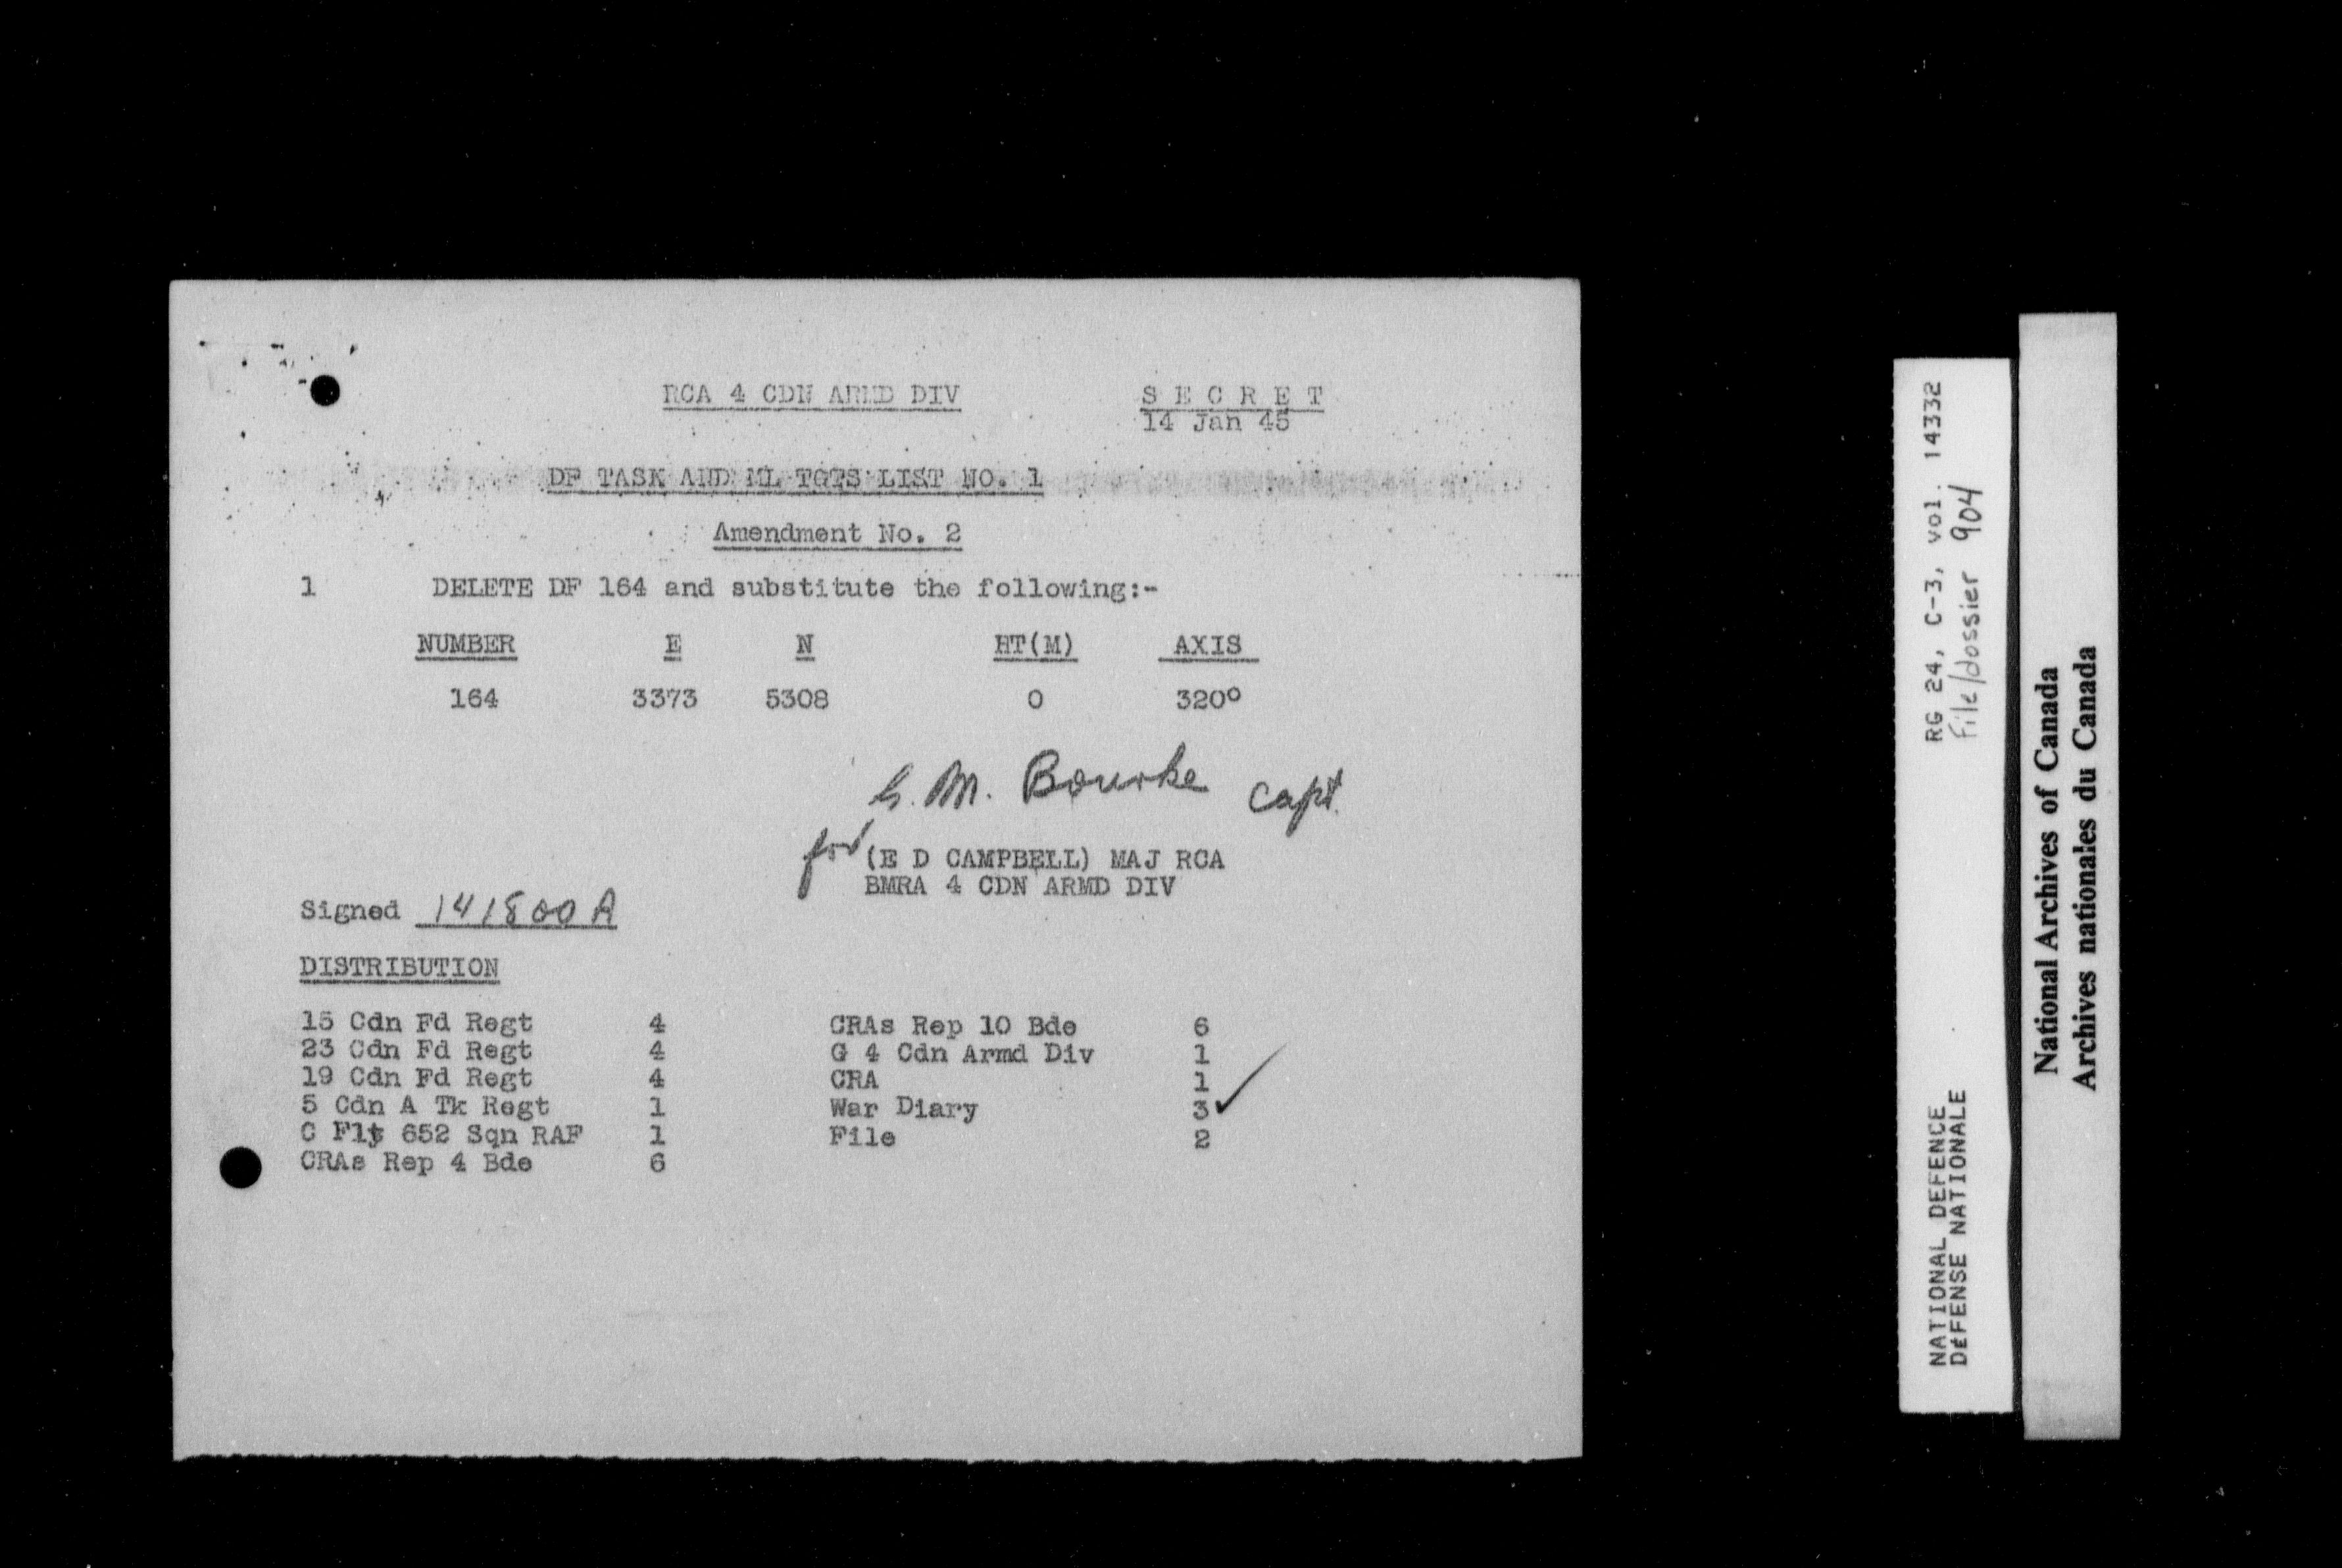 RCA 4 CDN ARMD DIV
S E C R E T
14 Jan 45
DF TASK AND ML TGTS LIST NO. 1
Amendment No. 2
1 DELETE DF 164 and substitute the following:-
NUMBER E N HT(M) AXIS
164 3373 5308 0 320°
M. Bourke Capt.
for (E D CAMPBELL) MAJ RCA
BMRA 4 CDN ARMD DIV
Signed 141800A
DISTRIBUTION
15 Cdn Fd Regt 4 CRAs Rep 10 Bde 6
23 Cdn Fd Regt 4 G 4 Cdn Armd Div 1
19 Cdn Fd Regt 4 CRA 1
5 Cdn A Tk Regt 1 War Diary 3 ✓
C Flt 652 Sqn RAF 1 File 2
CRAs Rep 4 Bde 6
RG 24, C-3, vol. 14332
File/dossier 904
NATIONAL DEFENCE
DéFENSE NATIONALE
National Archives of Canada
Archives nationales du Canada